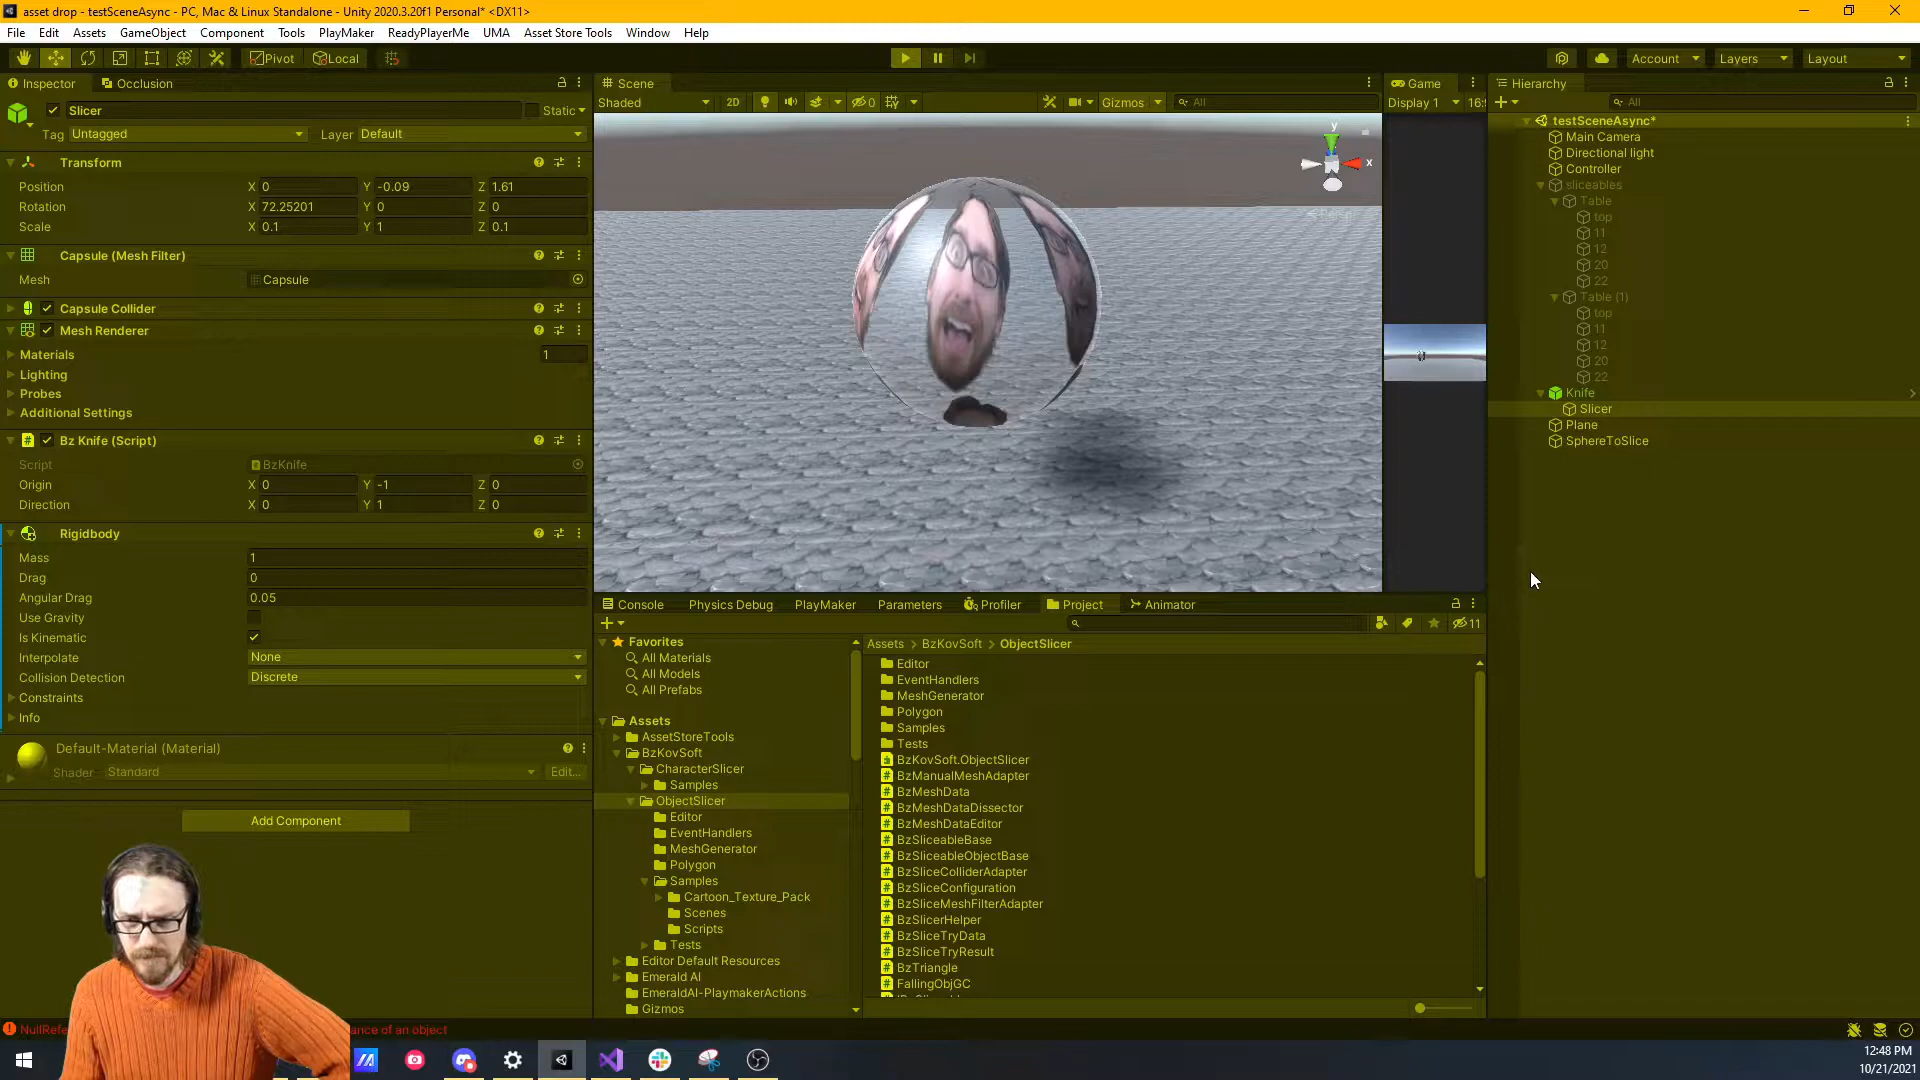 asset drop - testSceneAsync - PC, Mac & Linux Standalone - Unity 2020.3.20f1 Personal* <DX11>
File Edit Assets GameObject Component Tools PlayMaker ReadyPlayerMe UMA Asset Store Tools Window Help
Pivot Local Account Layers Layout
Inspector Occlusion
Slicer Static
Tag Untagged Layer Default
Transform
Position X 0 Y -0.09 Z 1.61
Rotation X 72.25201 Y 0 Z 0
Scale X 0.1 Y 1 Z 0.1
Capsule (Mesh Filter)
Mesh Capsule
Capsule Collider
Mesh Renderer
Materials 1
Lighting
Probes
Additional Settings
Bz Knife (Script)
Script BzKnife
Origin X 0 Y -1 Z 0
Direction X 0 Y 1 Z 0
Rigidbody
Mass 1
Drag 0
Angular Drag 0.05
Use Gravity
Is Kinematic
Interpolate None
Collision Detection Discrete
Constraints
Info
Default-Material (Material)
Shader Standard Edit...
Add Component
Scene
Shaded 2D 0 Gizmos All
y
x
Persp
Game
Display 1 16:
Hierarchy
All
testSceneAsync*
Main Camera
Directional light
Controller
sliceables
Table
top
11
12
20
22
Table (1)
top
11
12
20
22
Knife
Slicer
Plane
SphereToSlice
Console Physics Debug PlayMaker Parameters Profiler Project Animator
11
Favorites
All Materials
All Models
All Prefabs
Assets
AssetStoreTools
BzKovSoft
CharacterSlicer
Samples
ObjectSlicer
Editor
EventHandlers
MeshGenerator
Polygon
Samples
Cartoon_Texture_Pack
Scenes
Scripts
Tests
Editor Default Resources
Emerald AI
EmeraldAI-PlaymakerActions
Gizmos
Assets > BzKovSoft > ObjectSlicer
Editor
EventHandlers
MeshGenerator
Polygon
Samples
Tests
BzKovSoft.ObjectSlicer
BzManualMeshAdapter
BzMeshData
BzMeshDataDissector
BzMeshDataEditor
BzSliceableBase
BzSliceableObjectBase
BzSliceColliderAdapter
BzSliceConfiguration
BzSliceMeshFilterAdapter
BzSlicerHelper
BzSliceTryData
BzSliceTryResult
BzTriangle
FallingObjGC
NullRefe ance of an object
12:48 PM
10/21/2021